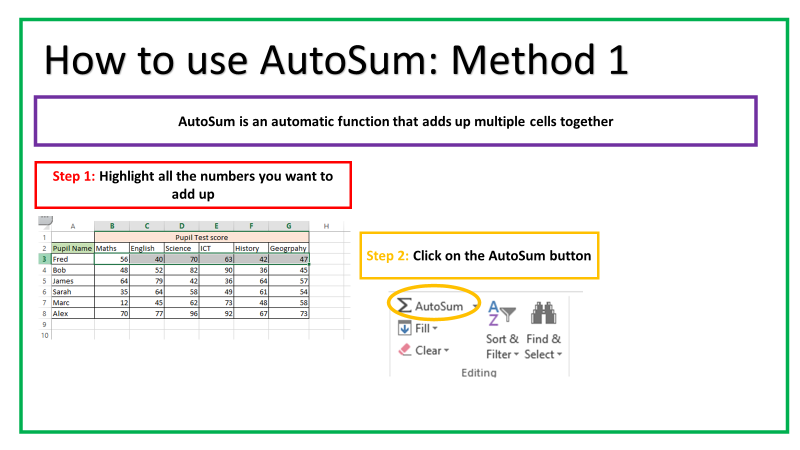 How to use AutoSum: Method 1
AutoSum is an automatic function that adds up multiple cells together
Step 1: Highlight all the numbers you want to
add up
A B C D E F G H
1 Pupil Test score
2 Pupil Name Maths English Science ICT History Geogrpahy
3 Fred 56 40 70 63 42 47
4 Bob 48 52 82 90 36 45
5 James 64 79 42 36 64 57
6 Sarah 35 64 58 49 61 54
7 Marc 12 45 62 73 48 58
8 Alex 70 77 96 92 67 73
9
10
Step 2: Click on the AutoSum button
AutoSum
Fill
Clear
A
Z
Sort &
Filter
Find &
Select
Editing